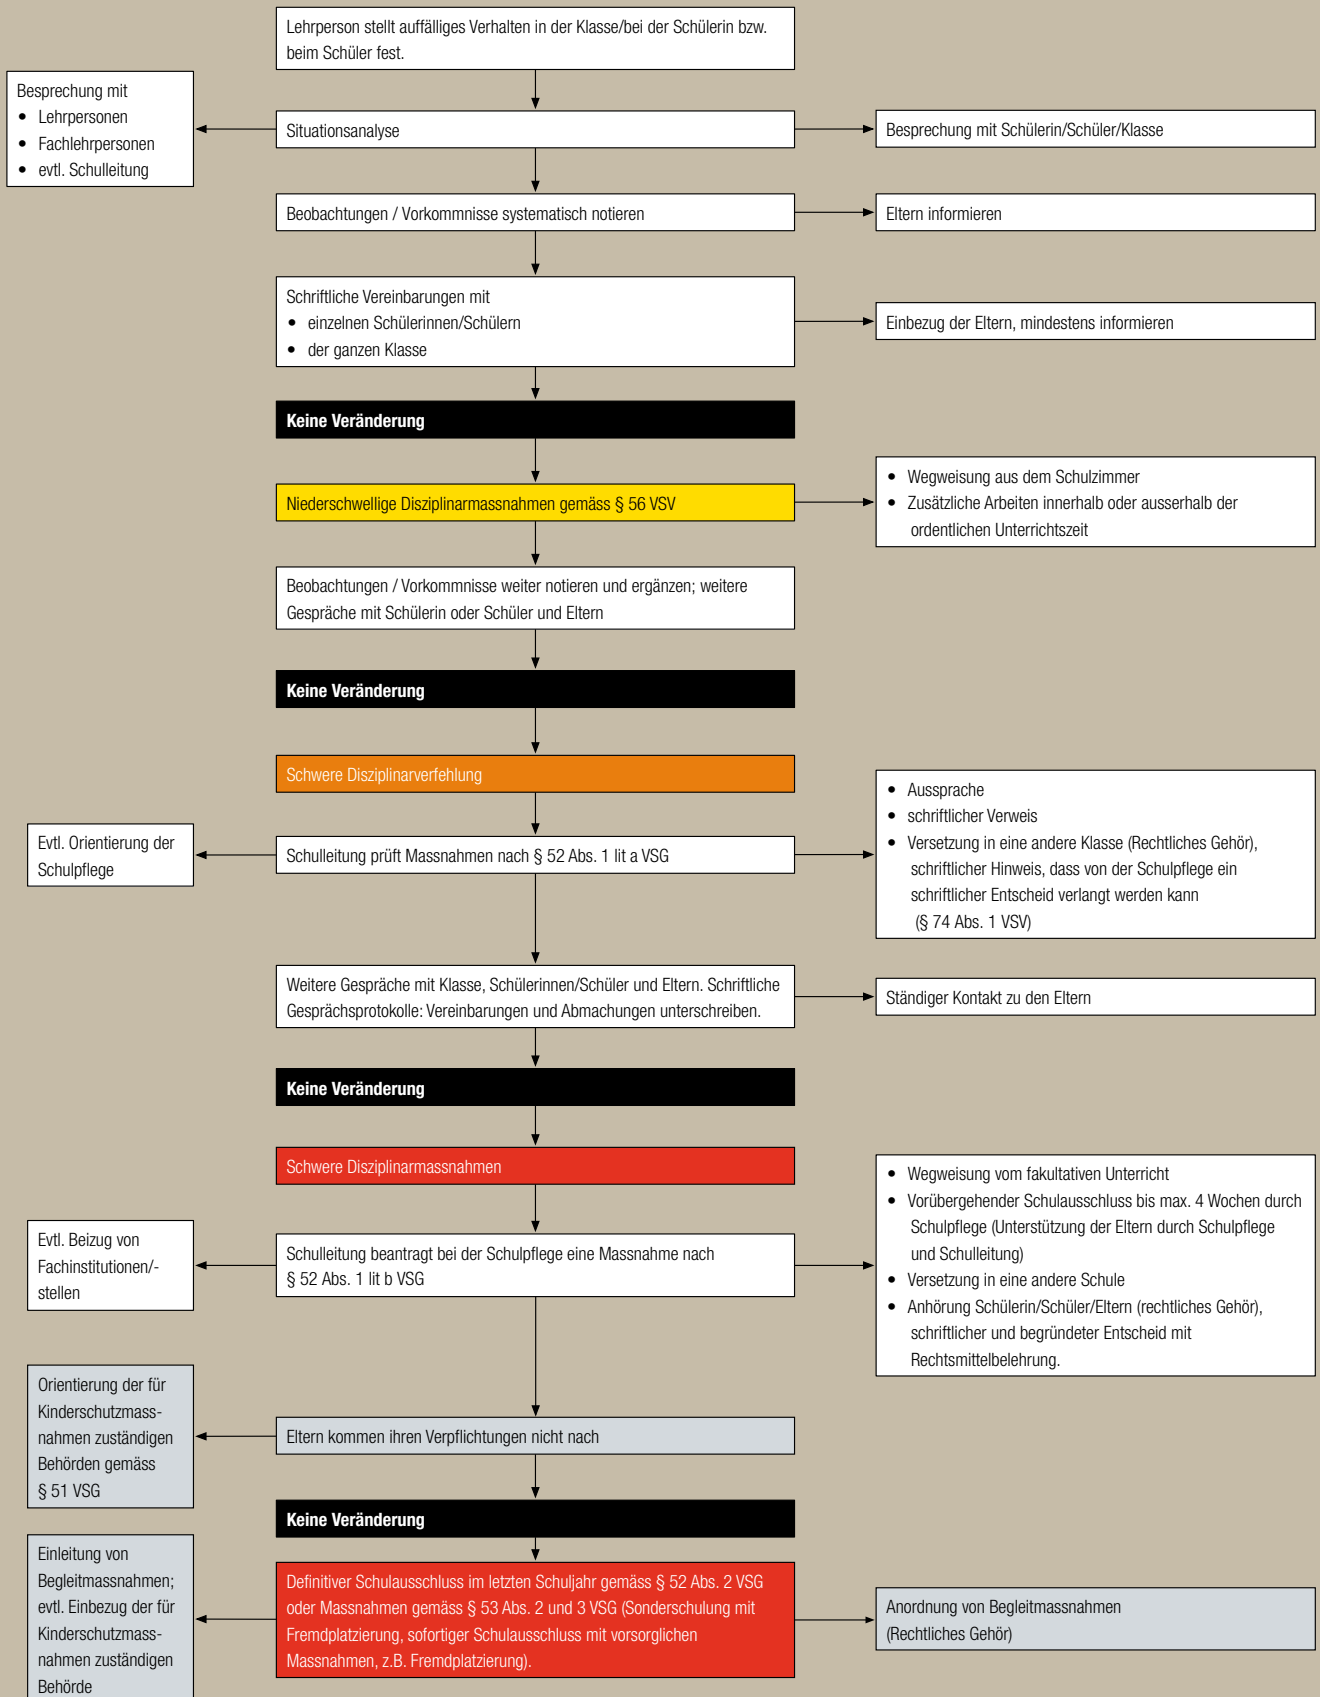 Lehrperson stellt auffälliges Verhalten in der Klasse/bei der Schülerin bzw.
beim Schüler fest.
Besprechung mit
• Lehrpersonen
• Fachlehrpersonen
• evtl. Schulleitung
Situationsanalyse
Besprechung mit Schülerin/Schüler/Klasse
Beobachtungen / Vorkommnisse systematisch notieren
Eltern informieren
Schriftliche Vereinbarungen mit
• einzelnen Schülerinnen/Schülern
• der ganzen Klasse
Einbezug der Eltern, mindestens informieren
Keine Veränderung
Niederschwellige Disziplinarmassnahmen gemäss § 56 VSV
• Wegweisung aus dem Schulzimmer
• Zusätzliche Arbeiten innerhalb oder ausserhalb der
ordentlichen Unterrichtszeit
Beobachtungen / Vorkommnisse weiter notieren und ergänzen; weitere
Gespräche mit Schülerin oder Schüler und Eltern
Keine Veränderung
Schwere Disziplinarverfehlung
Evtl. Orientierung der
Schulpflege
Schulleitung prüft Massnahmen nach § 52 Abs. 1 lit a VSG
• Aussprache
• schriftlicher Verweis
• Versetzung in eine andere Klasse (Rechtliches Gehör),
schriftlicher Hinweis, dass von der Schulpflege ein
schriftlicher Entscheid verlangt werden kann
(§ 74 Abs. 1 VSV)
Weitere Gespräche mit Klasse, Schülerinnen/Schüler und Eltern. Schriftliche
Gesprächsprotokolle: Vereinbarungen und Abmachungen unterschreiben.
Ständiger Kontakt zu den Eltern
Keine Veränderung
Schwere Disziplinarmassnahmen
Evtl. Beizug von
Fachinstitutionen/-
stellen
Schulleitung beantragt bei der Schulpflege eine Massnahme nach
§ 52 Abs. 1 lit b VSG
• Wegweisung vom fakultativen Unterricht
• Vorübergehender Schulausschluss bis max. 4 Wochen durch
Schulpflege (Unterstützung der Eltern durch Schulpflege
und Schulleitung)
• Versetzung in eine andere Schule
• Anhörung Schülerin/Schüler/Eltern (rechtliches Gehör),
schriftlicher und begründeter Entscheid mit
Rechtsmittelbelehrung.
Orientierung der für
Kinderschutzmass-
nahmen zuständigen
Behörden gemäss
§ 51 VSG
Eltern kommen ihren Verpflichtungen nicht nach
Keine Veränderung
Einleitung von
Begleitmassnahmen;
evtl. Einbezug der für
Kinderschutzmass-
nahmen zuständigen
Behörde
Definitiver Schulausschluss im letzten Schuljahr gemäss § 52 Abs. 2 VSG
oder Massnahmen gemäss § 53 Abs. 2 und 3 VSG (Sonderschulung mit
Fremdplatzierung, sofortiger Schulausschluss mit vorsorglichen
Massnahmen, z.B. Fremdplatzierung).
Anordnung von Begleitmassnahmen
(Rechtliches Gehör)